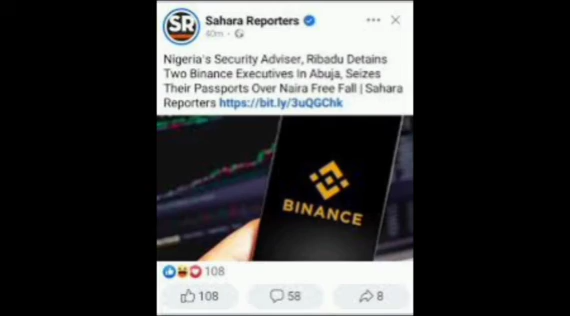 SR Sahara Reporters
40m
Nigeria's Security Adviser, Ribadu Detains
Two Binance Executives In Abuja, Seizes
Their Passports Over Naira Free Fall | Sahara
Reporters https://bit.ly/3uQGChk
BINANCE
108
108 58 8